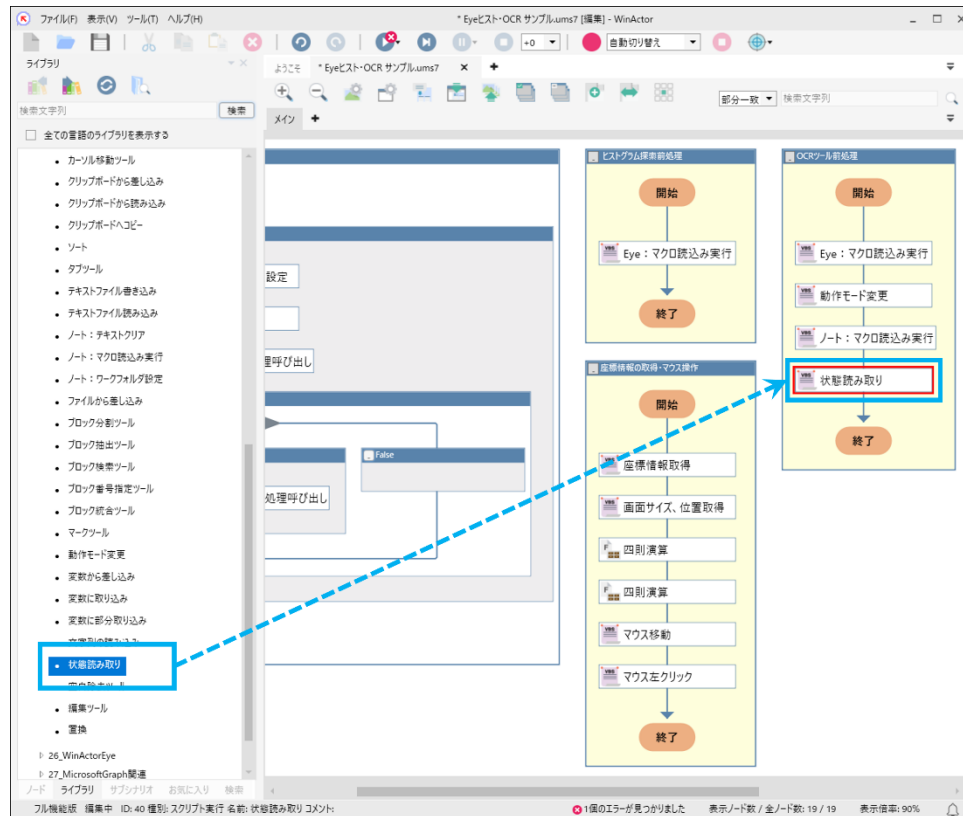 ファイル(F) 表示(V) ツール(T) ヘルプ(H)
* Eyeヒスト・OCR サンプル.ums7 [編集] - WinActor
+0
自動切り替え
ライブラリ
ようこそ
* Eyeヒスト・OCR サンプル.ums7
検索文字列
検索
部分一致
検索文字列
メイン
全ての言語のライブラリを表示する
カーソル移動ツール
クリップボードから差し込み
クリップボードから読み込み
クリップボードへコピー
ソート
タブツール
テキストファイル書き込み
テキストファイル読み込み
ノート：テキストクリア
ノート：マクロ読込み実行
ノート：ワークフォルダ設定
ファイルから差し込み
ブロック分割ツール
ブロック抽出ツール
ブロック検索ツール
ブロック番号指定ツール
ブロック統合ツール
マークツール
動作モード変更
変数から差し込み
変数に取り込み
変数に部分取り込み
状態読み取り
編集ツール
置換
26_WinActorEye
27_MicrosoftGraph関連
ノード ライブラリ サブシナリオ お気に入り 検索
設定
理呼び出し
処理呼び出し
False
ヒストグラム探索前処理
開始
Eye：マクロ読込み実行
終了
座標情報の取得・マウス操作
開始
座標情報取得
画面サイズ、位置取得
四則演算
四則演算
マウス移動
マウス左クリック
終了
OCRツール前処理
開始
Eye：マクロ読込み実行
動作モード変更
ノート：マクロ読込み実行
状態読み取り
終了
フル機能版 編集中 ID: 40 種別: スクリプト実行 名前: 状態読み取り コメント:
1個のエラーが見つかりました 表示ノード数 / 全ノード数: 19 / 19 表示倍率: 90%